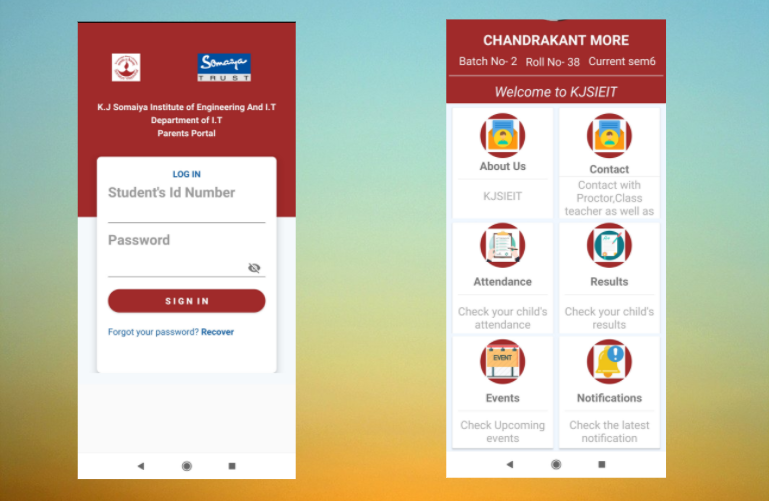 Somaiya
TRUST
K.J Somaiya Institute of Engineering And I.T
Department of I.T
Parents Portal
LOG IN
Student's Id Number
Password
SIGN IN
Forgot your password? Recover
CHANDRAKANT MORE
Batch No- 2 Roll No- 38 Current sem6
Welcome to KJSIEIT
About Us
KJSIEIT
Contact
Contact with
Proctor,Class
teacher as well as
Attendance
Check your child's
attendance
Results
Check your child's
results
EVENT
Events
Check Upcoming
events
Notifications
Check the latest
notification